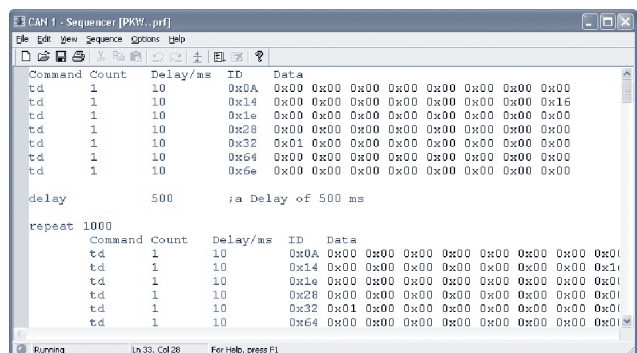 CAN 1 - Sequencer [PKW..prf]
File Edit View Sequence Options Help
Command Count Delay/ms ID Data
td 1 10 0x0A 0x00 0x00 0x00 0x00 0x00 0x00 0x00 0x00
td 1 10 0x14 0x00 0x00 0x00 0x00 0x00 0x00 0x00 0x16
td 1 10 0x1e 0x00 0x00 0x00 0x00 0x00 0x00 0x00 0x00
td 1 10 0x28 0x00 0x00 0x00 0x00 0x00 0x00 0x00 0x00
td 1 10 0x32 0x01 0x00 0x00 0x00 0x00 0x00 0x00 0x00
td 1 10 0x64 0x00 0x00 0x00 0x00 0x00 0x00 0x00 0x00
td 1 10 0x6e 0x00 0x00 0x00 0x00 0x00 0x00 0x00 0x00
delay 500 ;a Delay of 500 ms
repeat 1000
Command Count Delay/ms ID Data
td 1 10 0x0A 0x00 0x00 0x00 0x00 0x00 0x00 0x00
td 1 10 0x14 0x00 0x00 0x00 0x00 0x00 0x00 0x00
td 1 10 0x1e 0x00 0x00 0x00 0x00 0x00 0x00 0x00
td 1 10 0x28 0x00 0x00 0x00 0x00 0x00 0x00 0x00
td 1 10 0x32 0x01 0x00 0x00 0x00 0x00 0x00 0x00
td 1 10 0x64 0x00 0x00 0x00 0x00 0x00 0x00 0x00
Running Ln 33, Col 28 For Help, press F1